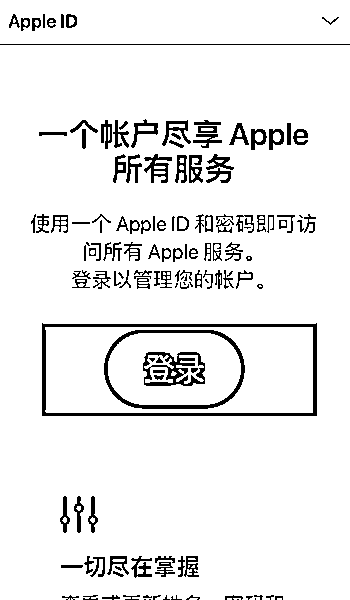 Apple ID
一个帐户尽享 Apple
所有服务
使用一个 Apple ID 和密码即可访
问所有 Apple 服务。
登录以管理您的帐户。
登录
一切尽在掌握